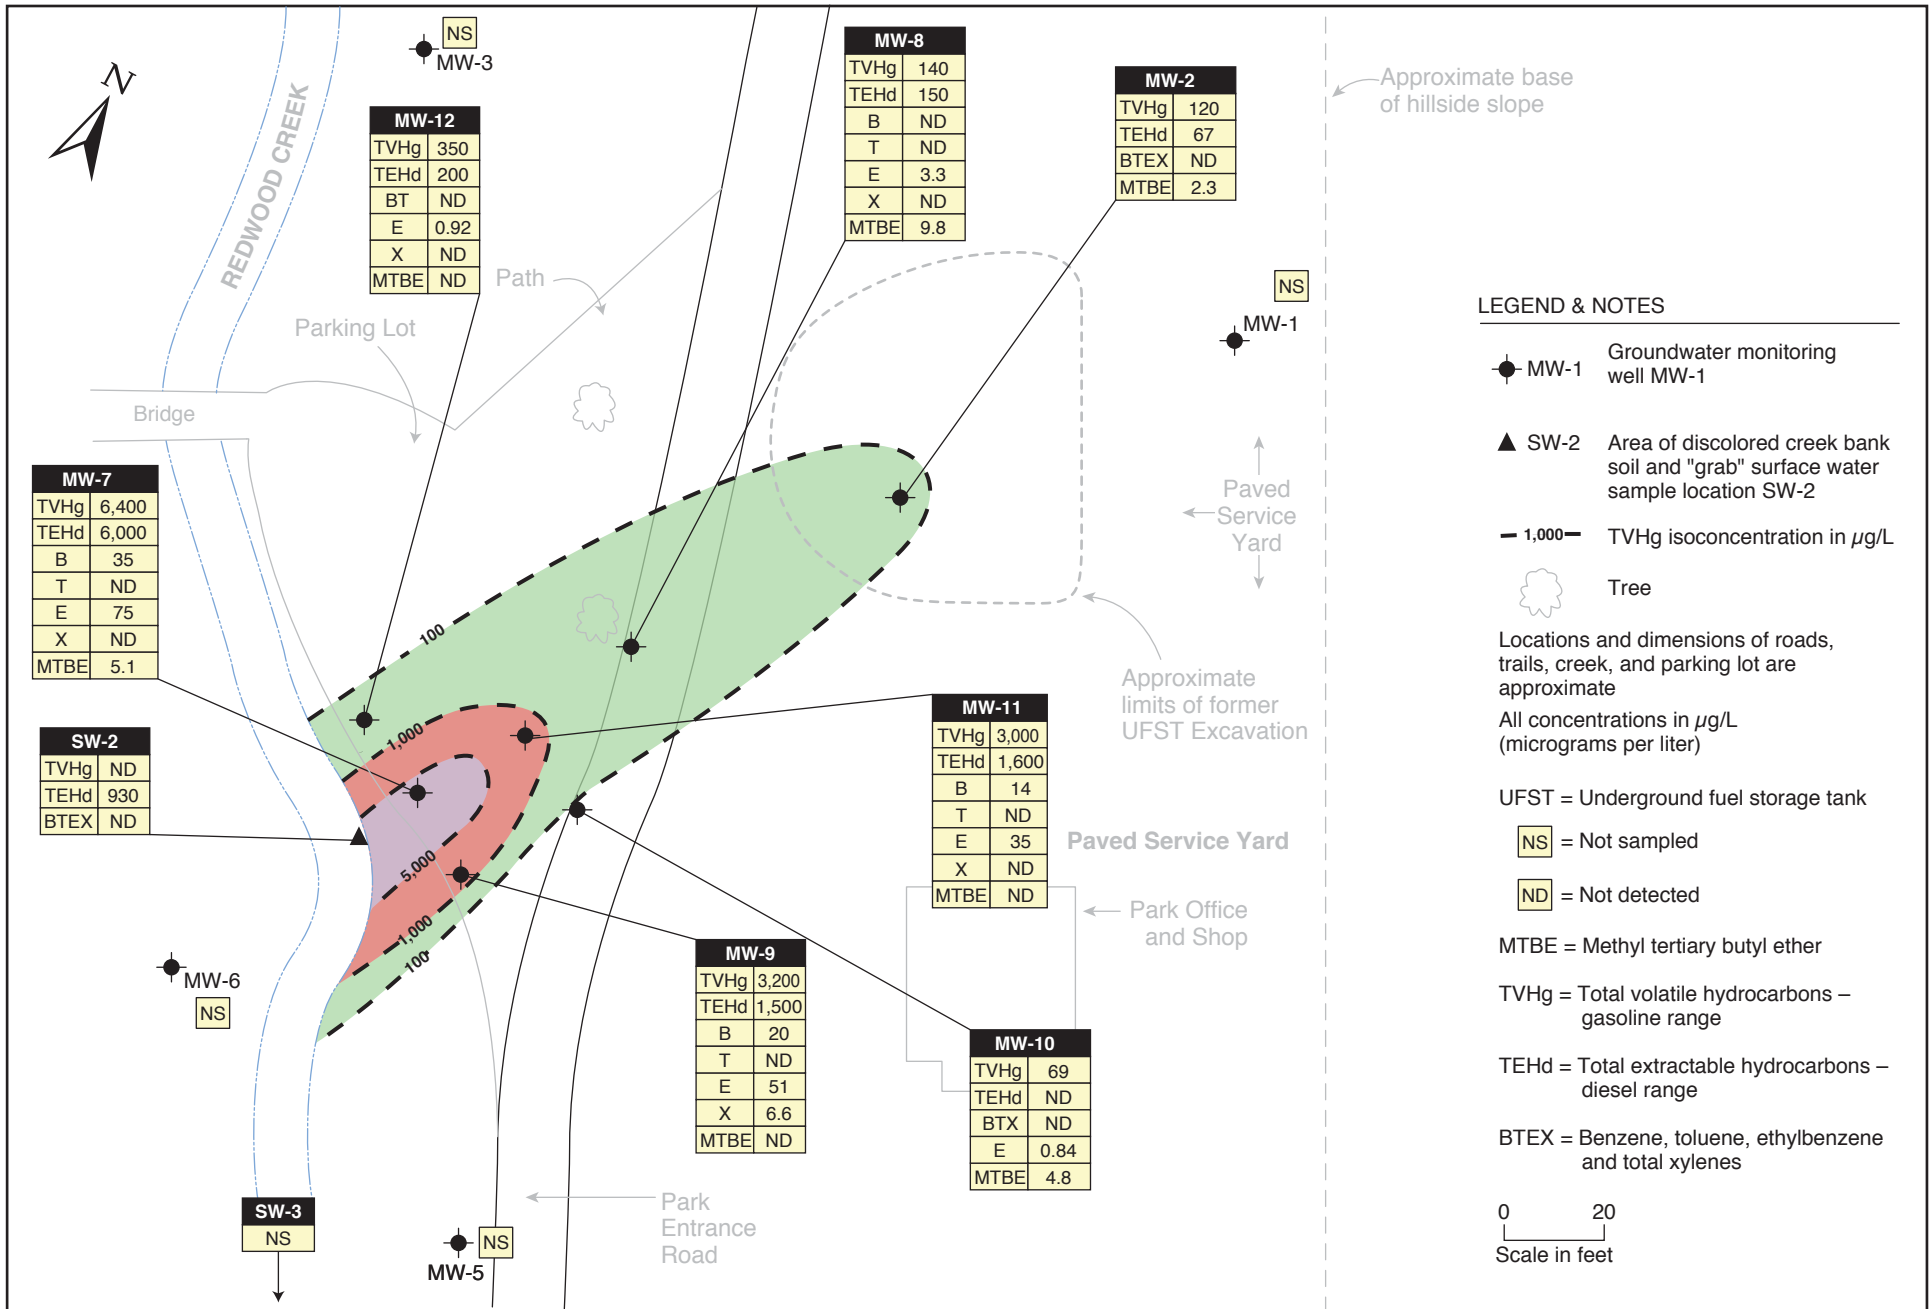 N
REDWOOD CREEK
NS
MW-3
MW-12
TVHg 350
TEHd 200
BT ND
E 0.92
X ND
MTBE ND
MW-8
TVHg 140
TEHd 150
B ND
T ND
E 3.3
X ND
MTBE 9.8
MW-2
TVHg 120
TEHd 67
BTEX ND
MTBE 2.3
Approximate base
of hillside slope
Path
Parking Lot
Bridge
NS
MW-1
Paved
Service
Yard
MW-7
TVHg 6,400
TEHd 6,000
B 35
T ND
E 75
X ND
MTBE 5.1
SW-2
TVHg ND
TEHd 930
BTEX ND
100
1,000
5,000
1,000
100
Approximate
limits of former
UFST Excavation
MW-11
TVHg 3,000
TEHd 1,600
B 14
T ND
E 35
X ND
MTBE ND
Paved Service Yard
Park Office
and Shop
MW-6
NS
MW-9
TVHg 3,200
TEHd 1,500
B 20
T ND
E 51
X 6.6
MTBE ND
MW-10
TVHg 69
TEHd ND
BTX ND
E 0.84
MTBE 4.8
SW-3
NS
MW-5
NS
Park
Entrance
Road
LEGEND & NOTES
MW-1
Groundwater monitoring
well MW-1
SW-2
Area of discolored creek bank
soil and "grab" surface water
sample location SW-2
1,000
TVHg isoconcentration in µg/L
Tree
Locations and dimensions of roads,
trails, creek, and parking lot are
approximate
All concentrations in µg/L
(micrograms per liter)
UFST = Underground fuel storage tank
NS = Not sampled
ND = Not detected
MTBE = Methyl tertiary butyl ether
TVHg = Total volatile hydrocarbons –
gasoline range
TEHd = Total extractable hydrocarbons –
diesel range
BTEX = Benzene, toluene, ethylbenzene
and total xylenes
0 20
Scale in feet